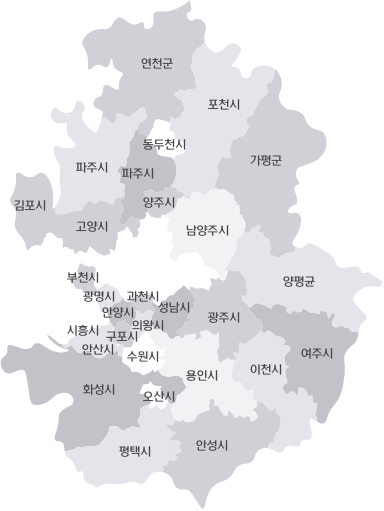 연천군
포천시
동두천시
가평군
파주시
파주시
양주시
김포시
고양시
남양주시
부천시
양평균
광명시
과천시
성남시
안양시
광주시
의왕시
시흥시
구포시
안산시
수원시
여주시
이천시
용인시
화성시
오산시
안성시
평택시